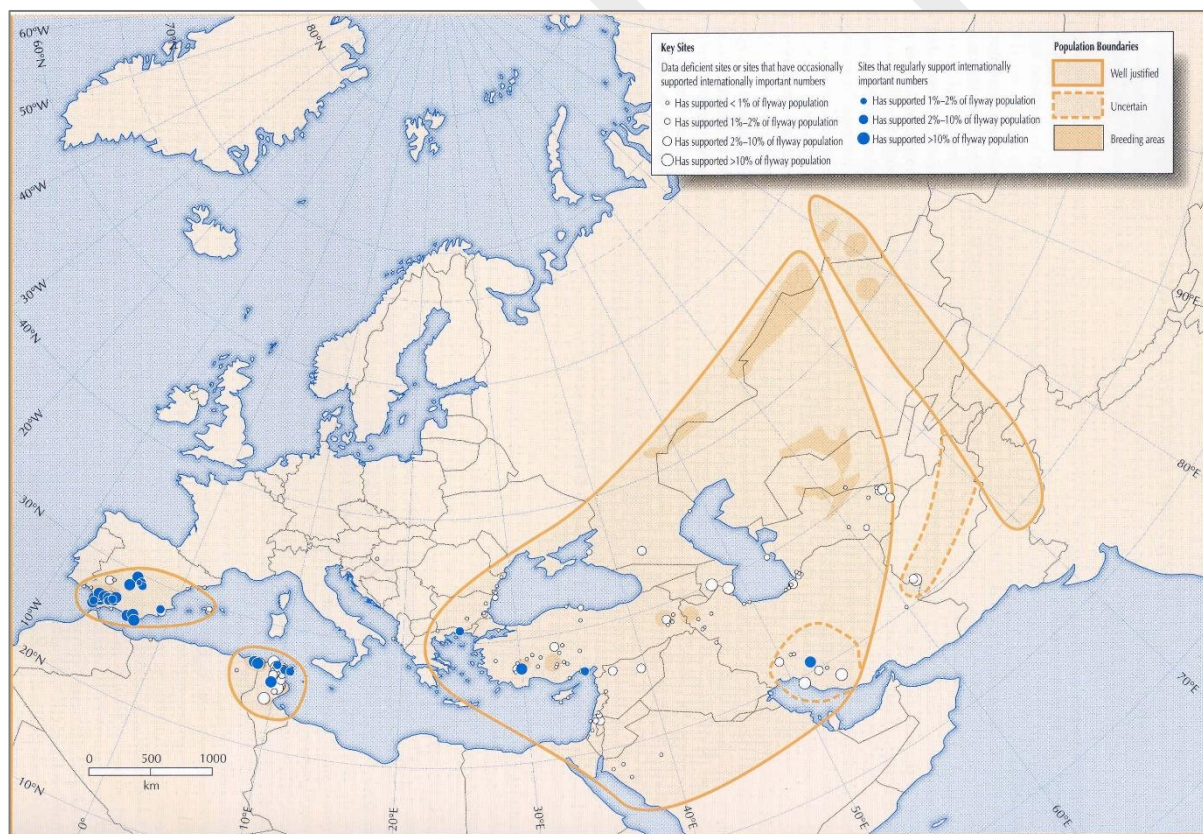 60°W
60°N
70°N
80°N
50°W
50°N
40°W
30°W
40°N
20°W
30°N
10°W
20°N
10°N
0°
10°E
20°E
30°E
40°E
50°E
60°E
70°E
80°E
90°E
Key Sites
Data deficient sites or sites that have occasionally
supported internationally important numbers
Has supported < 1% of flyway population
Has supported 1%–2% of flyway population
Has supported 2%–10% of flyway population
Has supported >10% of flyway population
Sites that regularly support internationally
important numbers
Has supported 1%–2% of flyway population
Has supported 2%–10% of flyway population
Has supported >10% of flyway population
Population Boundaries
Well justified
Uncertain
Breeding areas
0 500 1000
km